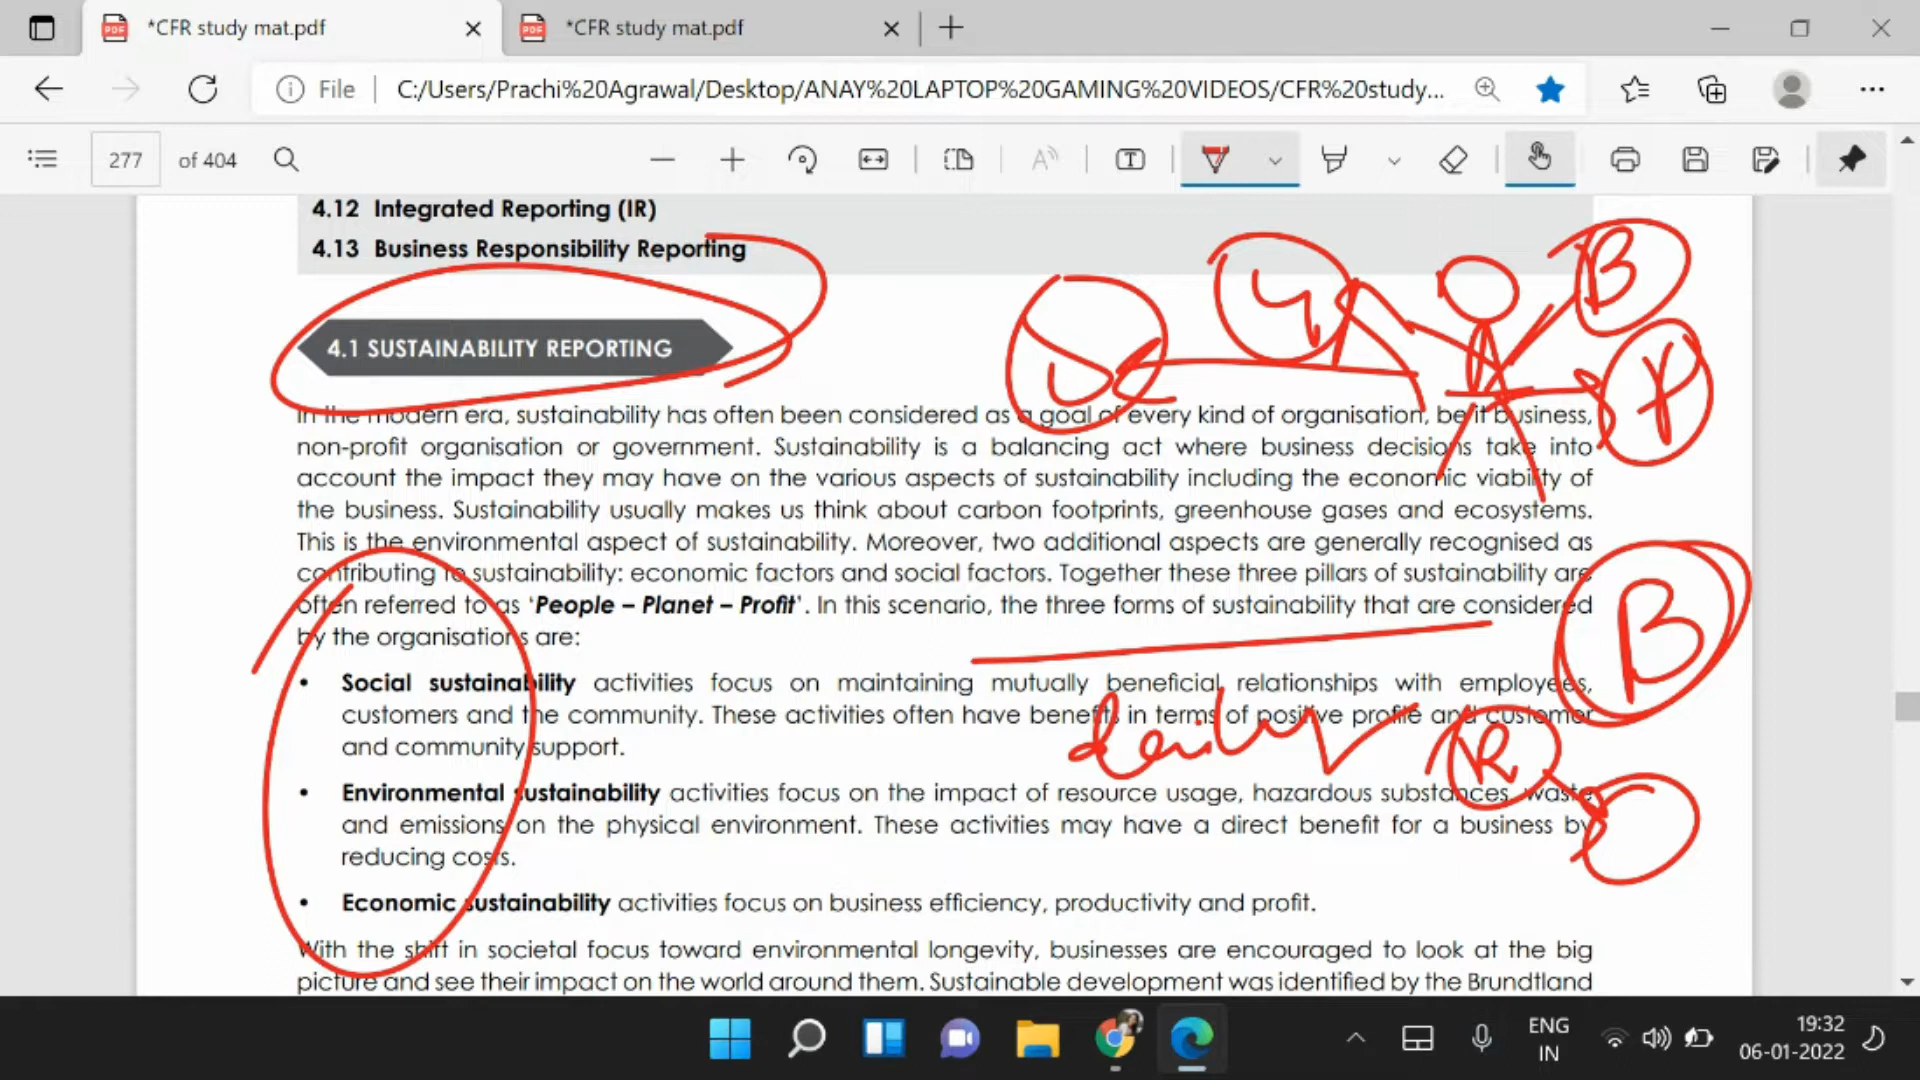 *CFR study mat.pdf
*CFR study mat.pdf
File
C:/Users/Prachi%20Agrawal/Desktop/ANAY%20LAPTOP%20GAMING%20VIDEOS/CFR%20study...
277 of 404
4.12 Integrated Reporting (IR)
4.13 Business Responsibility Reporting
4.1 SUSTAINABILITY REPORTING
In the modern era, sustainability has often been considered as a goal of every kind of organisation, be it business,
non-profit organisation or government. Sustainability is a balancing act where business decisions take into
account the impact they may have on the various aspects of sustainability including the economic viability of
the business. Sustainability usually makes us think about carbon footprints, greenhouse gases and ecosystems.
This is the environmental aspect of sustainability. Moreover, two additional aspects are generally recognised as
contributing to sustainability: economic factors and social factors. Together these three pillars of sustainability are
often referred to as ‘People – Planet – Profit’. In this scenario, the three forms of sustainability that are considered
by the organisations are:
• Social sustainability activities focus on maintaining mutually beneficial relationships with employees,
customers and the community. These activities often have benefits in terms of positive profile and customer
and community support.
• Environmental sustainability activities focus on the impact of resource usage, hazardous substances, waste
and emissions on the physical environment. These activities may have a direct benefit for a business by
reducing costs.
• Economic sustainability activities focus on business efficiency, productivity and profit.
With the shift in societal focus toward environmental longevity, businesses are encouraged to look at the big
picture and see their impact on the world around them. Sustainable development was identified by the Brundtland
B
B
R
ENG
IN
19:32
06-01-2022